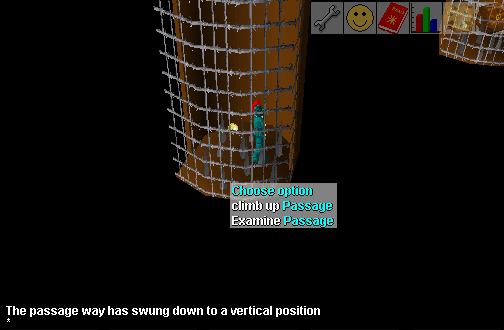 Choose option
climb up Passage
Examine Passage
The passage way has swung down to a vertical position
*